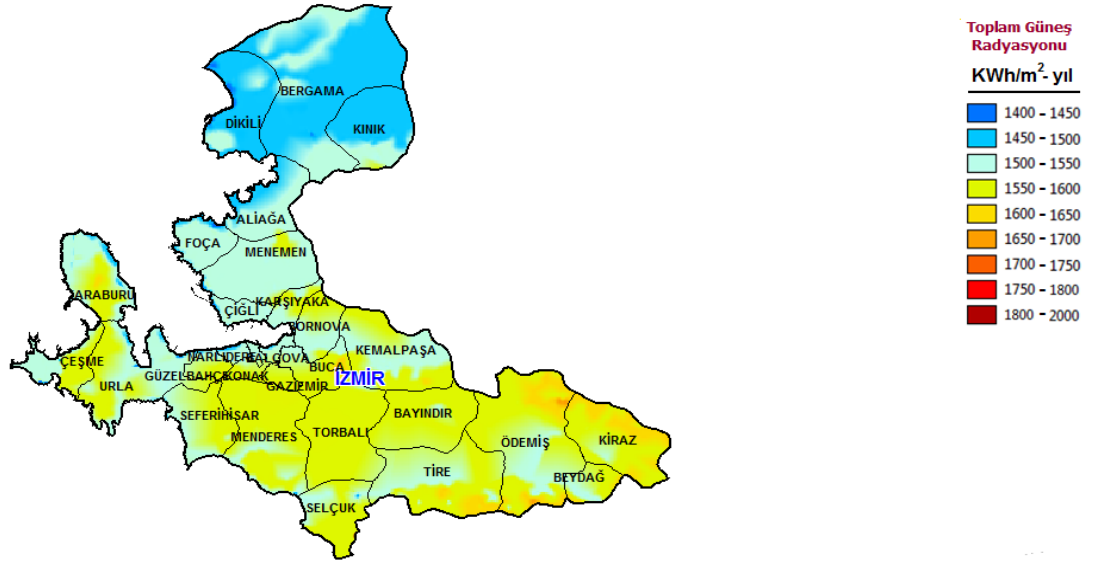 Toplam Güneş
Radyasyonu
KWh/m²- yıl
1400 - 1450
1450 - 1500
1500 - 1550
1550 - 1600
1600 - 1650
1650 - 1700
1700 - 1750
1750 - 1800
1800 - 2000
BERGAMA
DİKİLİ
KINIK
ALİAĞA
FOÇA
MENEMEN
ARABURU
KARŞIYAKA
ÇİĞLİ
ORNOVA
KEMALPAŞA
NARLIDERE
BALÇOVA
ÇEŞME
BUCA
URLA
GÜZELBAHÇE
KONAK
İZMİR
GAZİEMİR
SEFERİHİSAR
BAYINDIR
MENDERES
TORBALI
ÖDEMİŞ
KİRAZ
TİRE
BEYDAĞ
SELÇUK